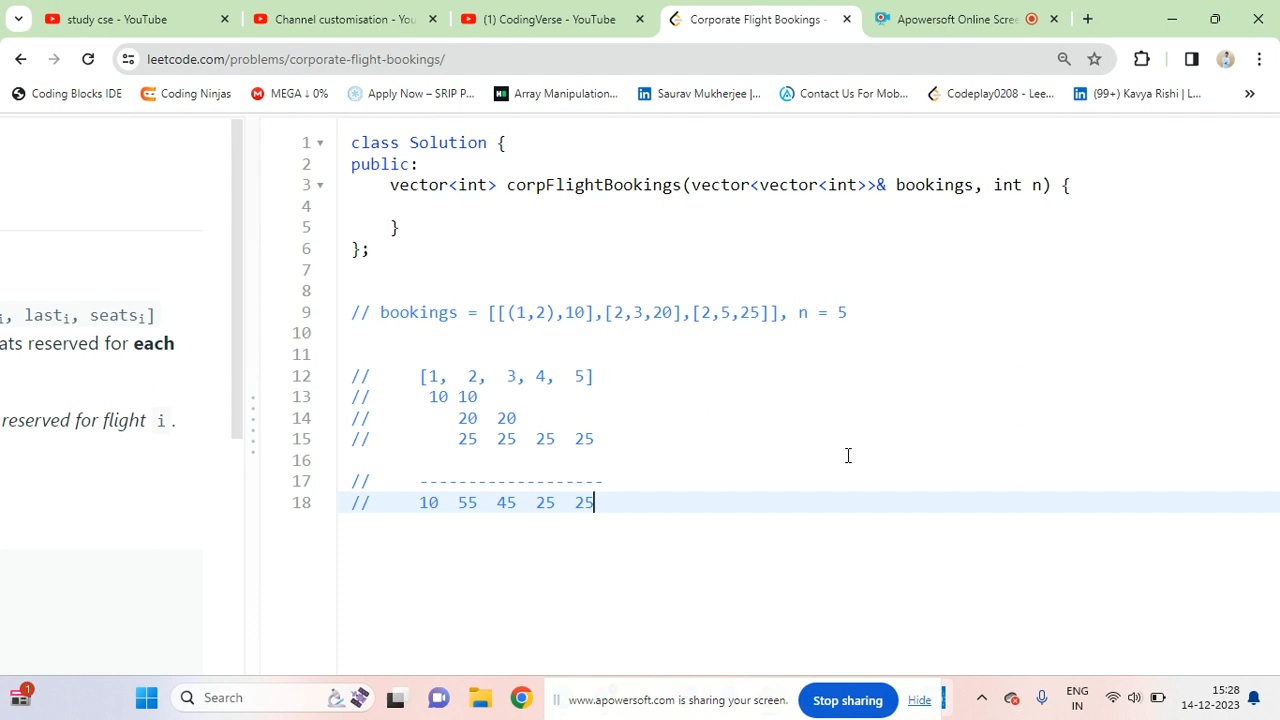 study cse - YouTube
Channel customisation - You
(1) CodingVerse - YouTube
Corporate Flight Bookings -
Apowersoft Online Scree
leetcode.com/problems/corporate-flight-bookings/
Coding Blocks IDE
Coding Ninjas
MEGA ↓ 0%
Apply Now – SRIP P...
Array Manipulation...
Saurav Mukherjee |...
Contact Us For Mob...
Codeplay0208 - Lee...
(99+) Kavya Rishi | L...
i, lasti, seatsi]
ats reserved for each
reserved for flight i.
1 class Solution {
2 public:
3 vector<int> corpFlightBookings(vector<vector<int>>& bookings, int n) {
4
5 }
6 };
7
8
9 // bookings = [[(1,2),10],[2,3,20],[2,5,25]], n = 5
10
11
12 // [1, 2, 3, 4, 5]
13 // 10 10
14 // 20 20
15 // 25 25 25 25
16
17 // -------------------
18 // 10 55 45 25 25
1
Search
www.apowersoft.com is sharing your screen.
Stop sharing
Hide
ENG
IN
15:28
14-12-2023